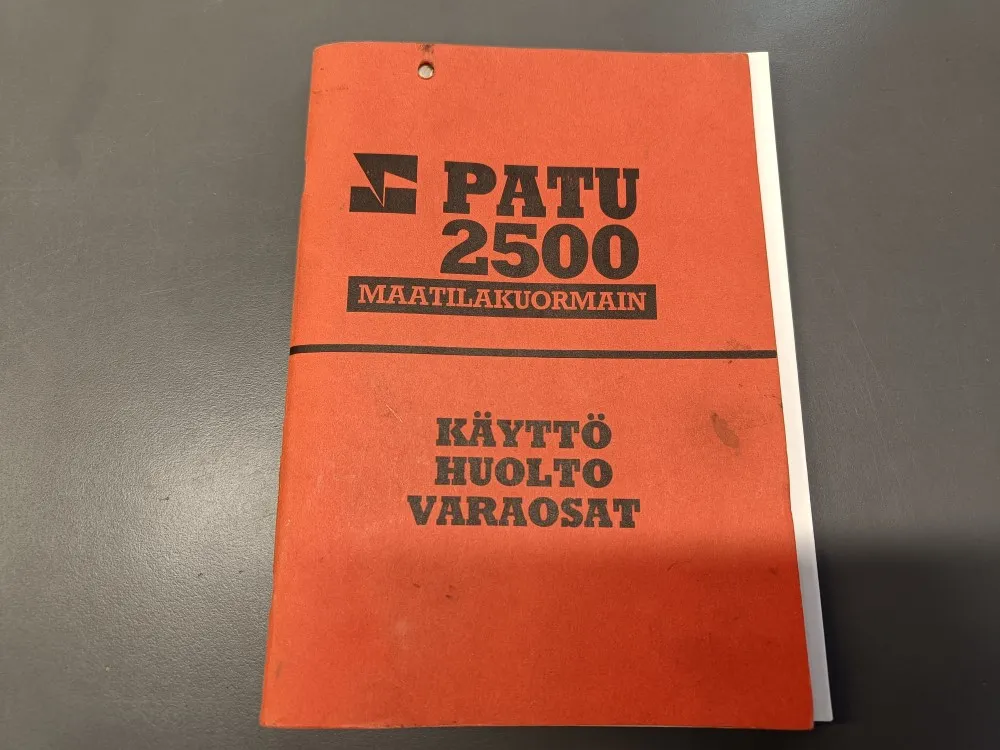 PATU
2500
MAATILAKUORMAIN
KÄYTTÖ
HUOLTO
VARAOSAT